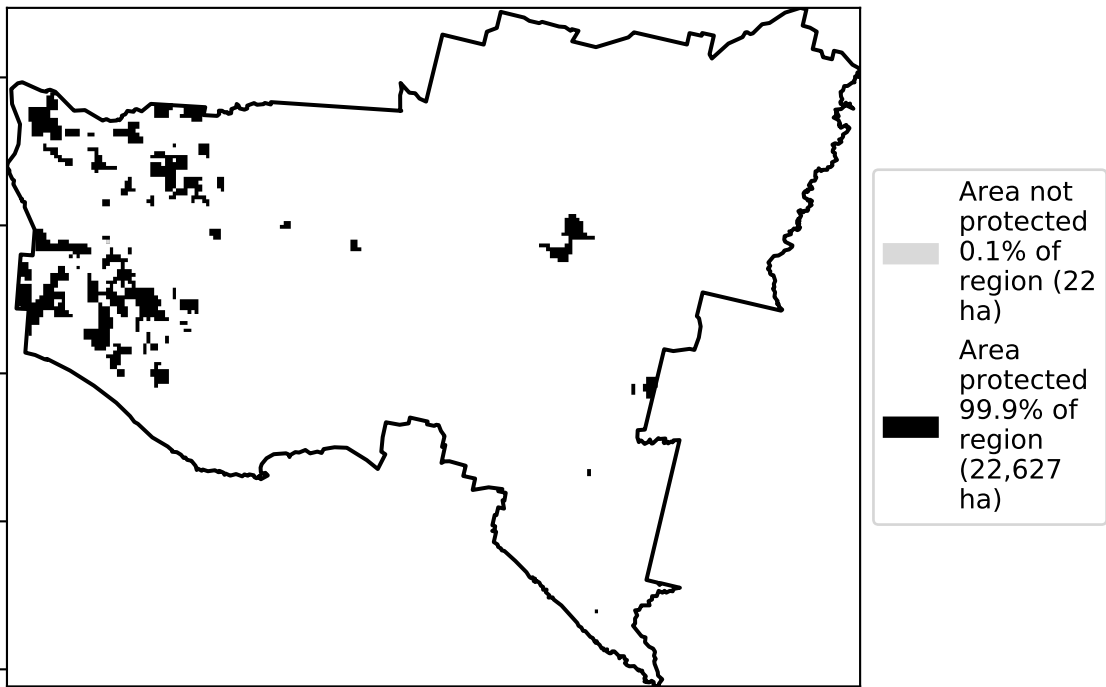 Area not
protected
0.1% of
region (22
ha)
Area
protected
99.9% of
region
(22,627
ha)